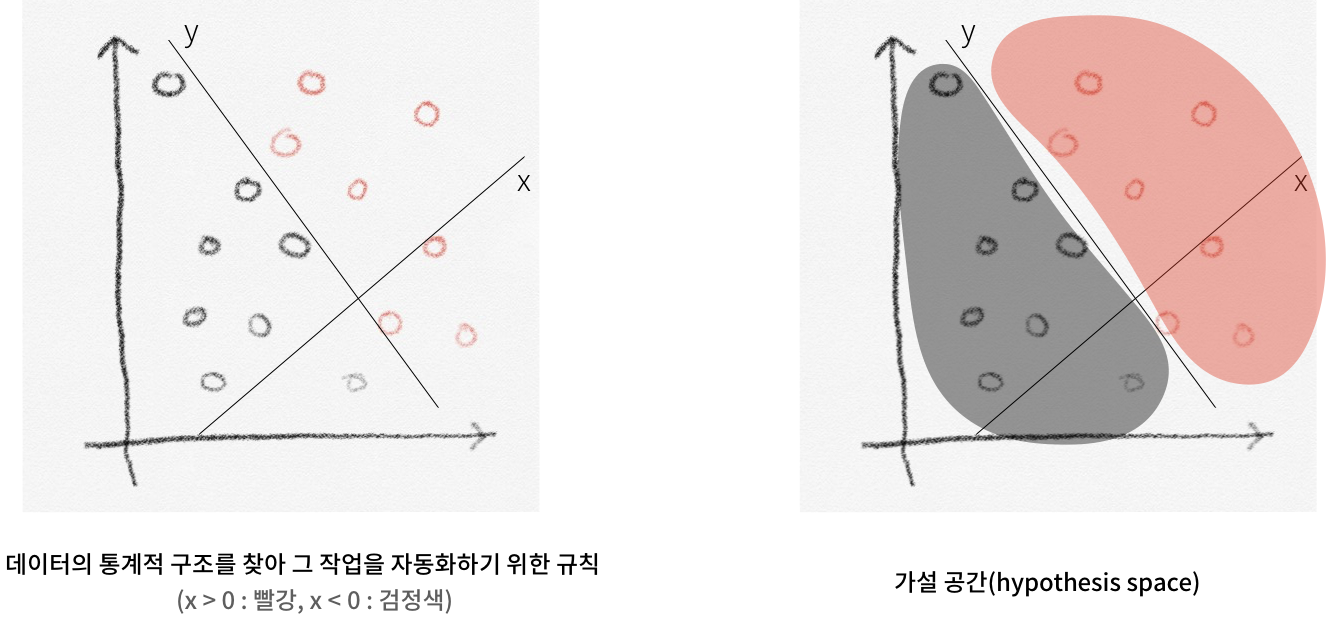 y
x
데이터의 통계적 구조를 찾아 그 작업을 자동화하기 위한 규칙
(x > 0 : 빨강, x < 0 : 검정색)
y
x
가설 공간(hypothesis space)